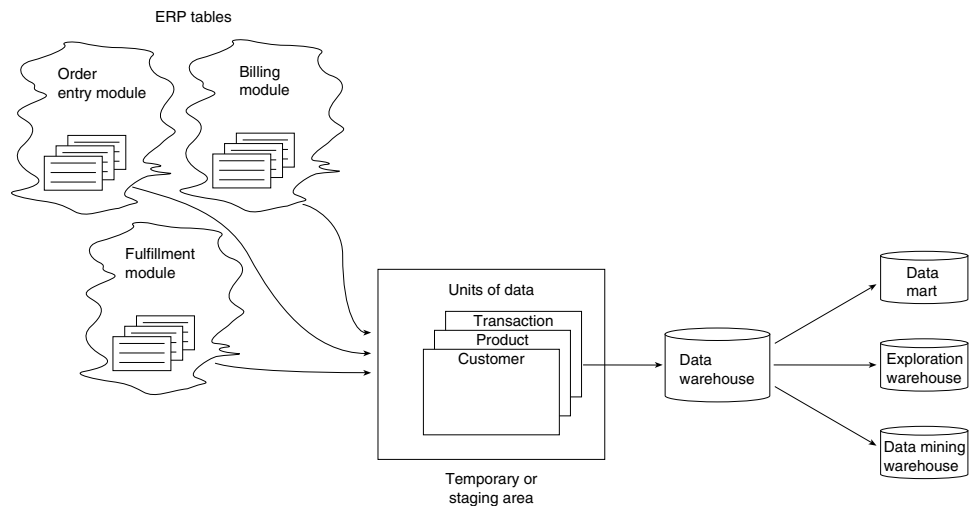 ERP tables
Order
entry module
Billing
module
Fulfillment
module
Units of data
Transaction
Product
Customer
Temporary or
staging area
Data
warehouse
Data
mart
Exploration
warehouse
Data mining
warehouse